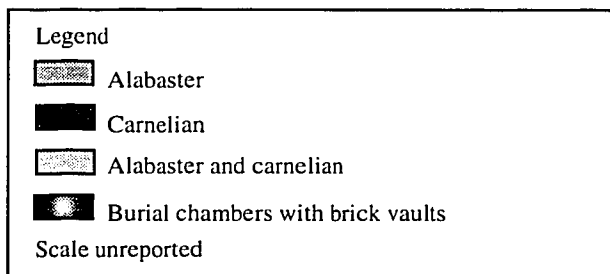 Legend
Alabaster
Carnelian
Alabaster and carnelian
Burial chambers with brick vaults
Scale unreported